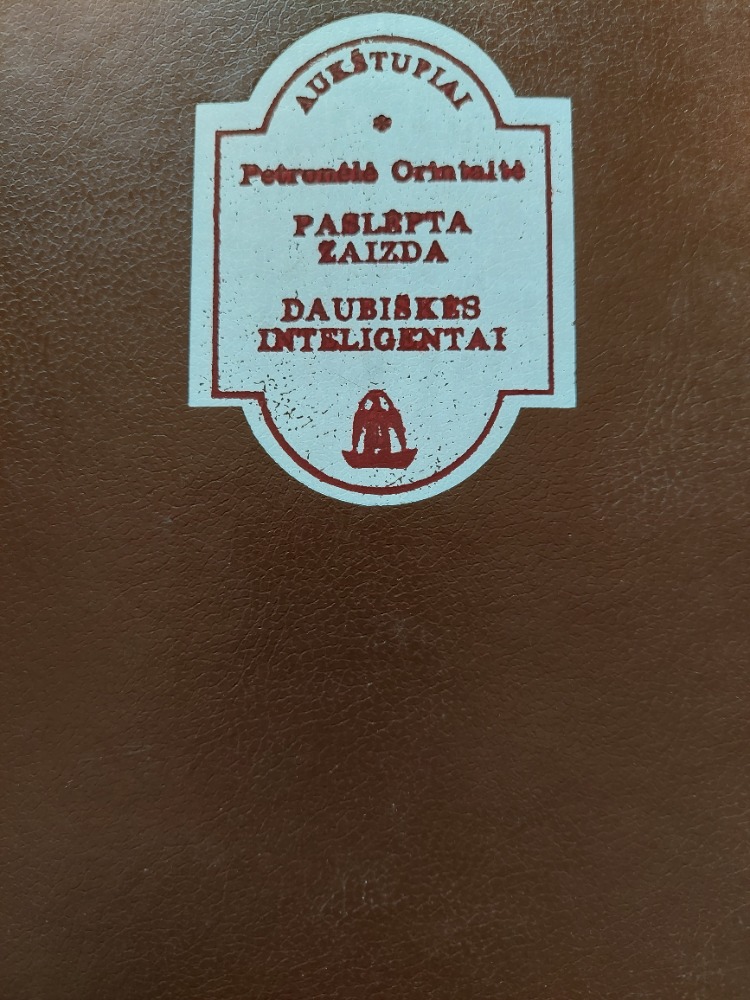 AUKŠTUPIAI
Petronėlė Orintaitė
PASLĖPTA
ŽAIZDA
DAUBIŠKĖS
INTELIGENTAI